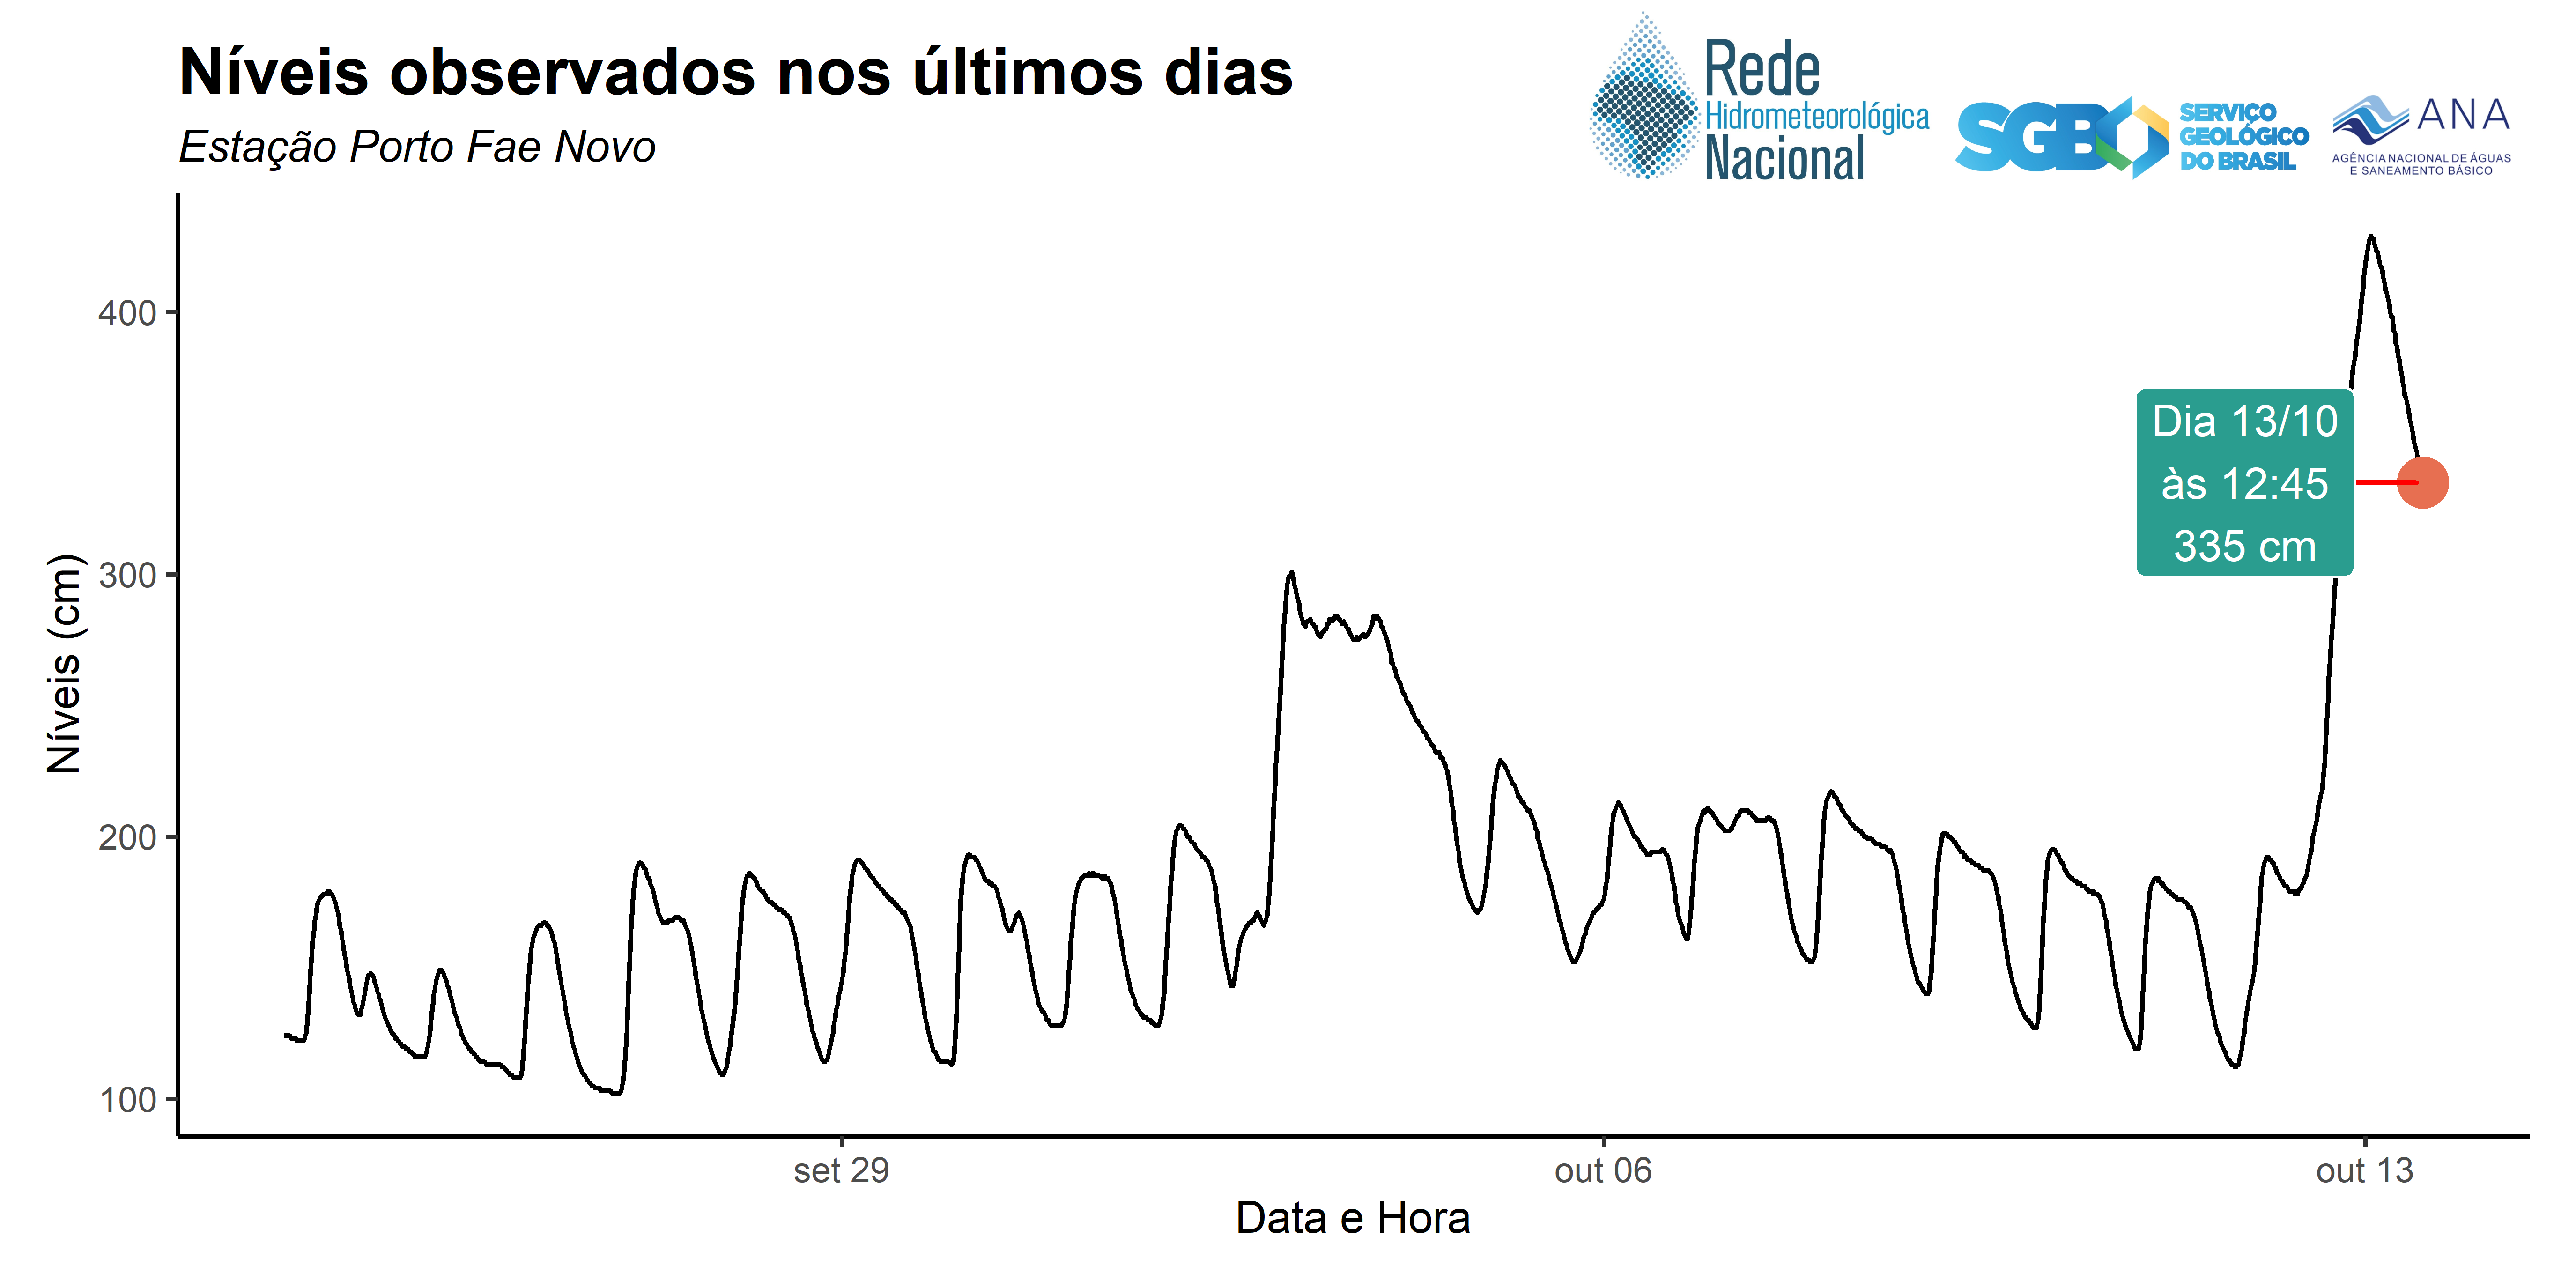 Níveis observados nos últimos dias
Estação Porto Fae Novo
Rede
Hidrometeorológica
Nacional
SGB
SERVIÇO
GEOLÓGICO
DO BRASIL
ANA
AGÊNCIA NACIONAL DE ÁGUAS
E SANEAMENTO BÁSICO
400
300
200
100
Níveis (cm)
Dia 13/10
às 12:45
335 cm
set 29
out 06
out 13
Data e Hora